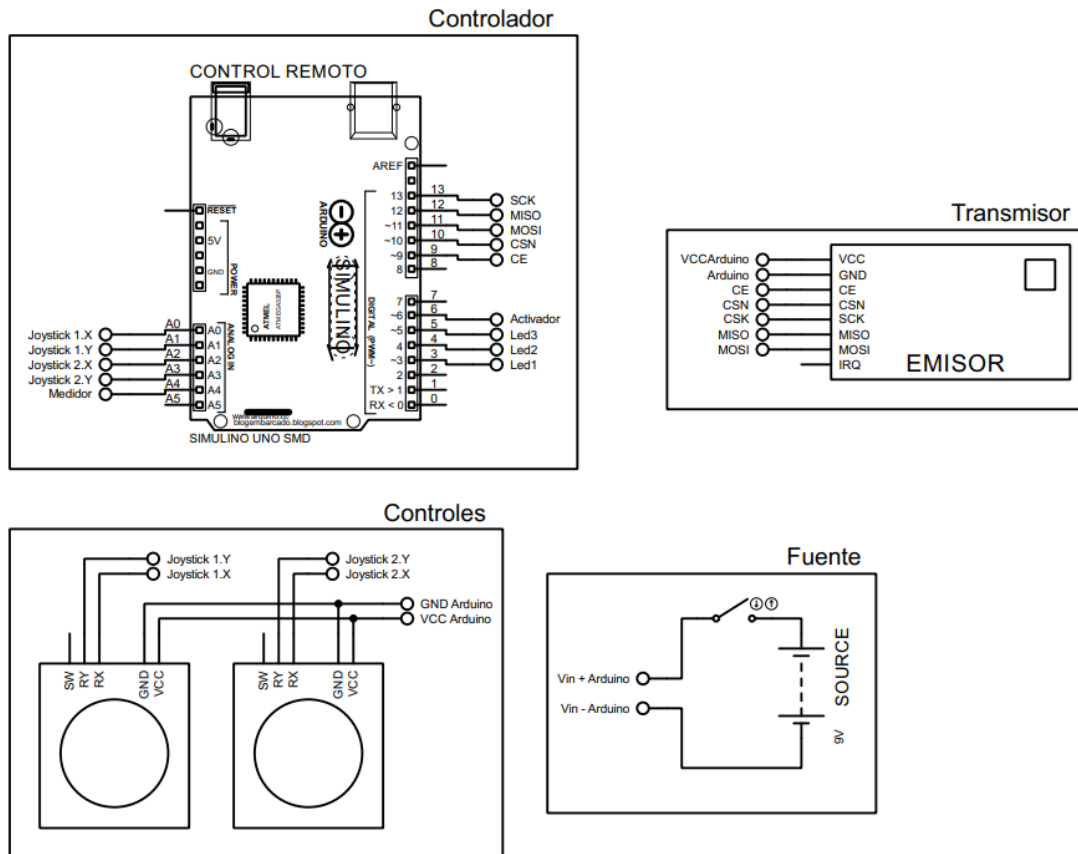 Controlador
CONTROL REMOTO
AREF
RESET
5V
GND
POWER
ARDUINO
SIMULINO
ATMEL
ATMEGA328P
DIGITAL (PWM~)
ANALOG IN
13 13 SCK
12 12 MISO
~11 11 MOSI
~10 10 CSN
~9 9 CE
8 8
7 7
~6 6 Activador
~5 5 Led3
4 4 Led2
~3 3 Led1
2 2
TX > 1 1
RX < 0 0
Joystick 1.X A0 A0
Joystick 1.Y A1 A1
Joystick 2.X A2 A2
Joystick 2.Y A3 A3
Medidor A4 A4
A5 A5
blogembarcado.blogspot.com
SIMULINO UNO SMD
Transmisor
VCCArduino VCC
Arduino GND
CE CE
CSN CSN
CSK SCK
MISO MISO
MOSI MOSI
IRQ
EMISOR
Controles
Joystick 1.Y
Joystick 1.X
Joystick 2.Y
Joystick 2.X
GND Arduino
VCC Arduino
SW RY RX GND VCC
SW RY RX GND VCC
Fuente
Vin + Arduino
Vin - Arduino
SOURCE
9V